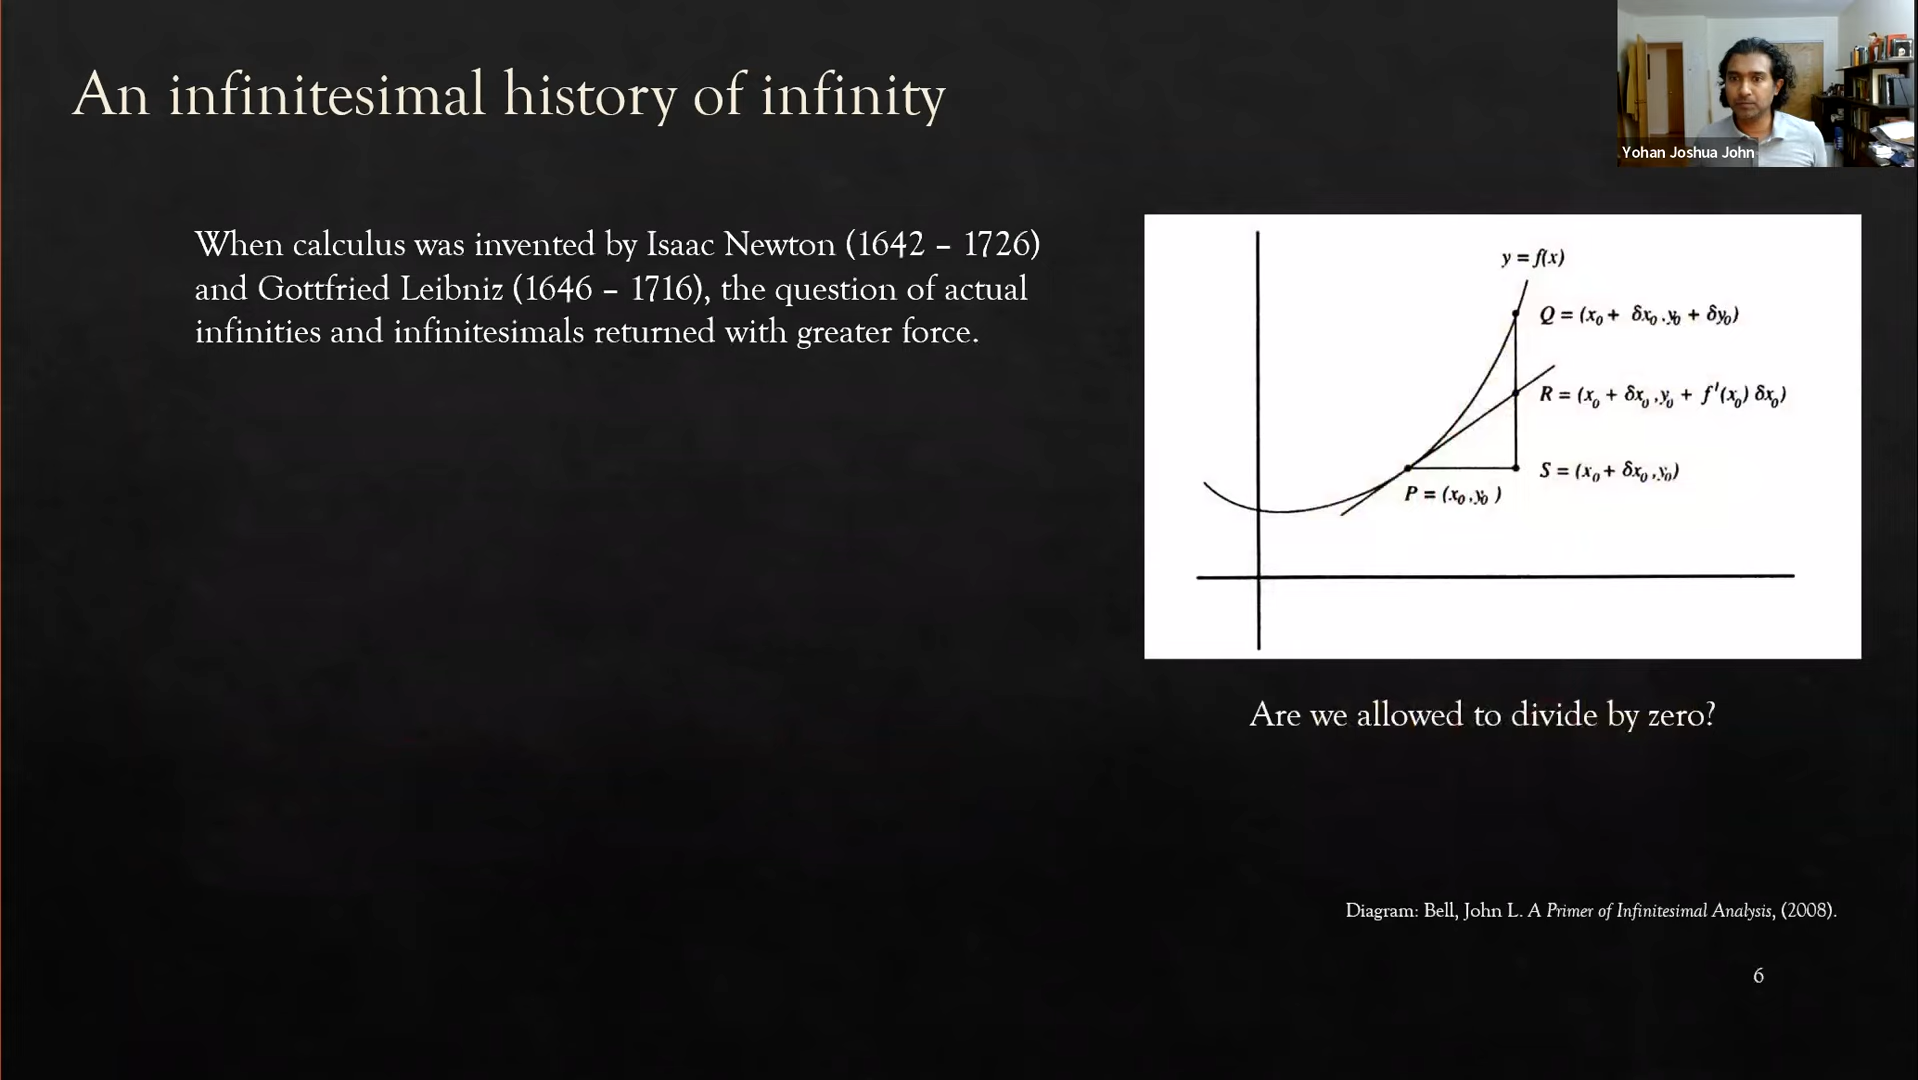 An infinitesimal history of infinity
Yohan Joshua John
When calculus was invented by Isaac Newton (1642 – 1726)
and Gottfried Leibniz (1646 – 1716), the question of actual
infinities and infinitesimals returned with greater force.
y = f(x)
Q = (x₀ + δx₀, y₀ + δy₀)
R = (x₀ + δx₀, y₀ + f'(x₀) δx₀)
S = (x₀ + δx₀, y₀)
P = (x₀, y₀)
Are we allowed to divide by zero?
Diagram: Bell, John L. A Primer of Infinitesimal Analysis, (2008).
6